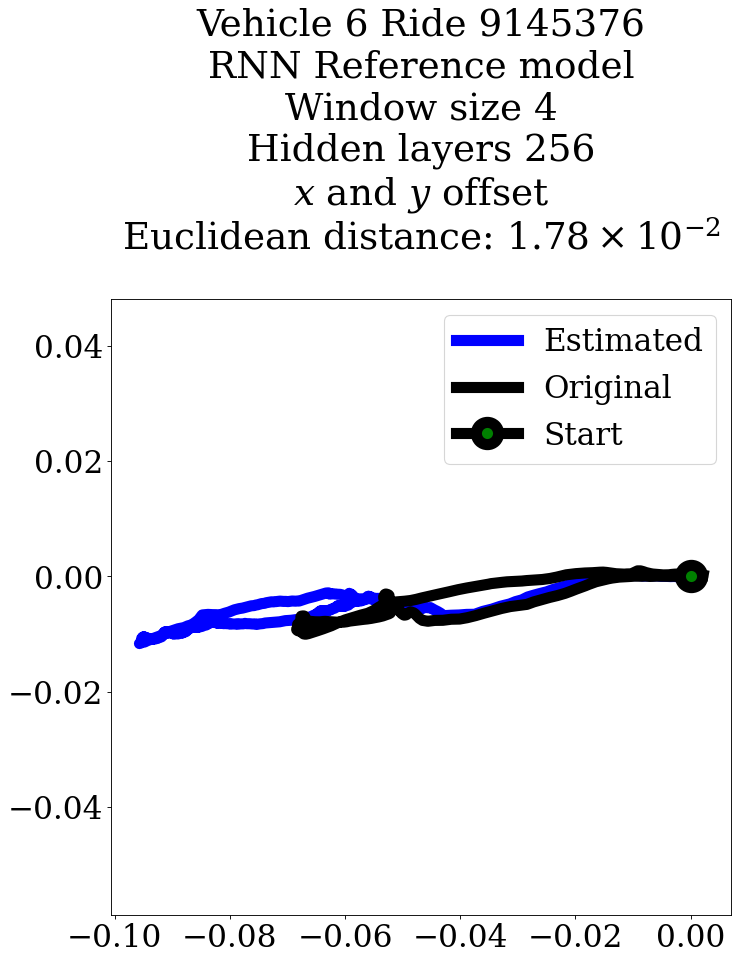 Vehicle 6 Ride 9145376
RNN Reference model
Window size 4
Hidden layers 256
x and y offset
Euclidean distance: 1.78 × 10⁻²
Estimated
Original
Start
0.04
0.02
0.00
−0.02
−0.04
−0.10 −0.08 −0.06 −0.04 −0.02 0.00